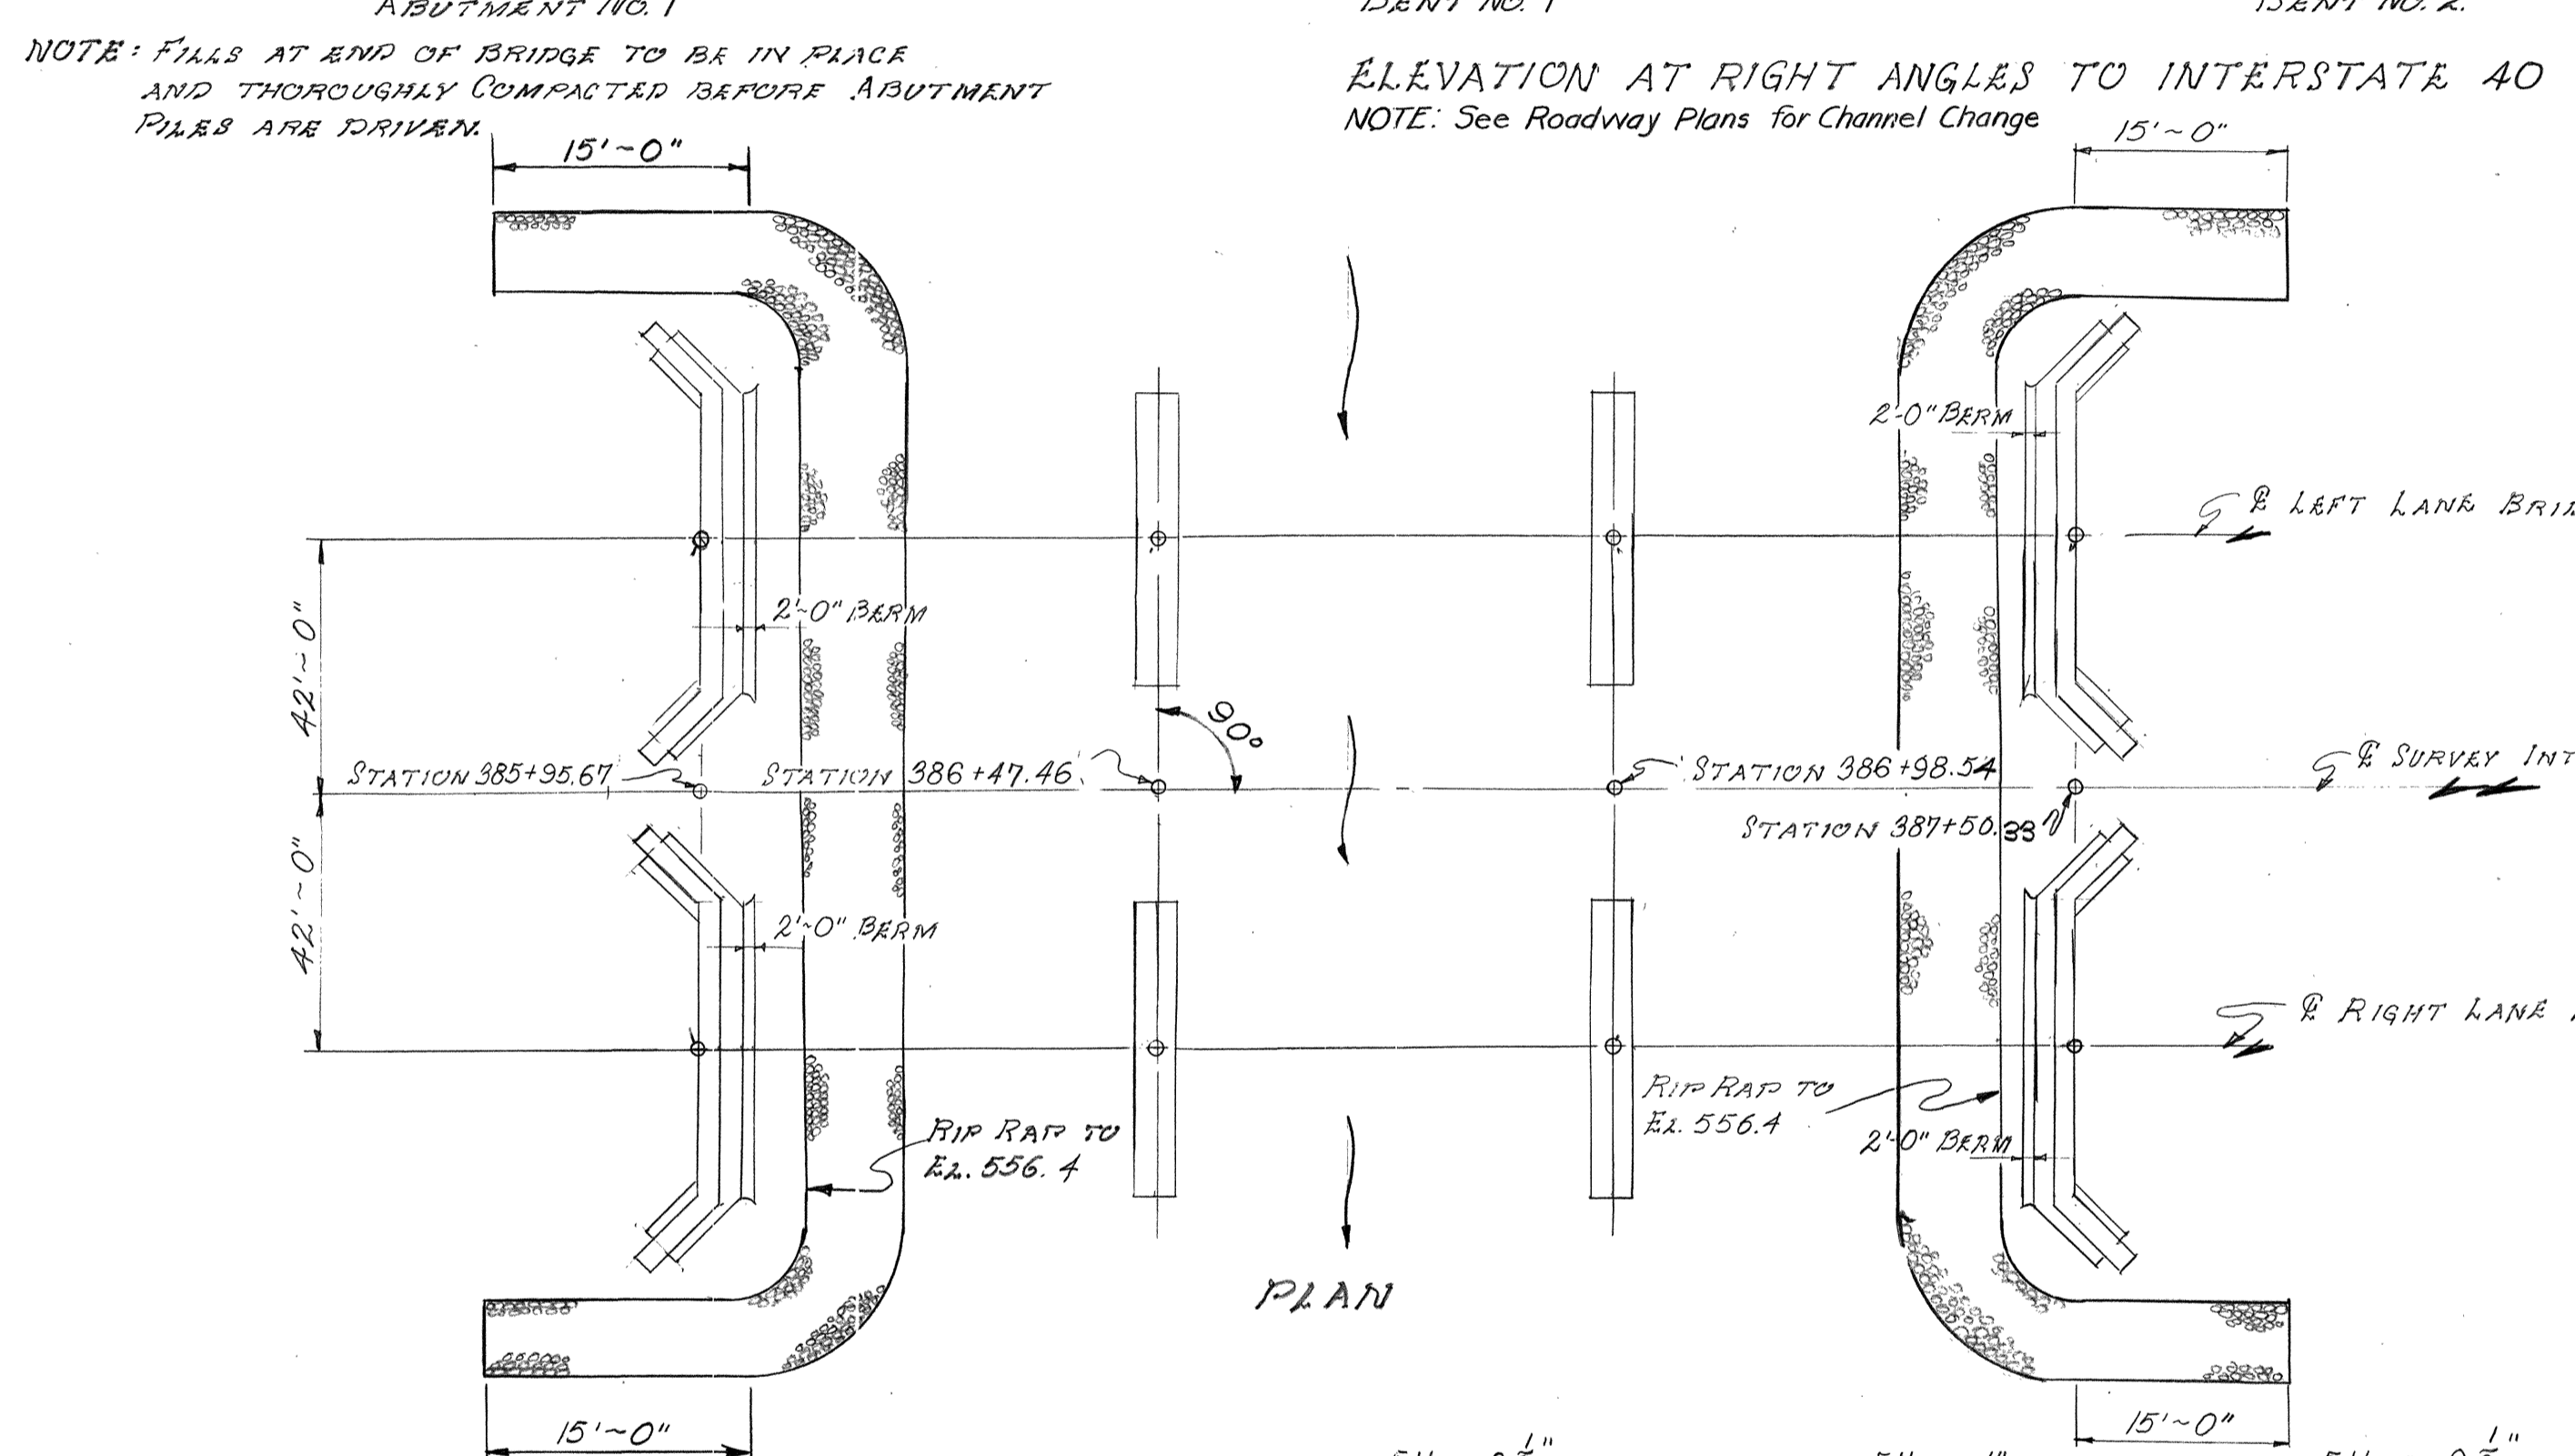 ABUTMENT NO. 1
BENT NO. 1
BENT NO. 2.
NOTE: FILLS AT END OF BRIDGE TO BE IN PLACE
AND THOROUGHLY COMPACTED BEFORE ABUTMENT
PILES ARE DRIVEN.
ELEVATION AT RIGHT ANGLES TO INTERSTATE 40
NOTE: See Roadway Plans for Channel Change
15'~0"
15'~0"
2'-0" BERM
℄ LEFT LANE
2'~0" BERM
42'~0"
90°
STATION 385+95.67
STATION 386+47.46
STATION 386+98.54
℄ SURVEY
STATION 387+50.33
42'~0"
2'~0" BERM
℄ RIGHT LANE
RIP RAP TO
EL. 556.4
RIP RAP TO
EL. 556.4
2'-0" BERM
PLAN
15'~0"
15'~0"